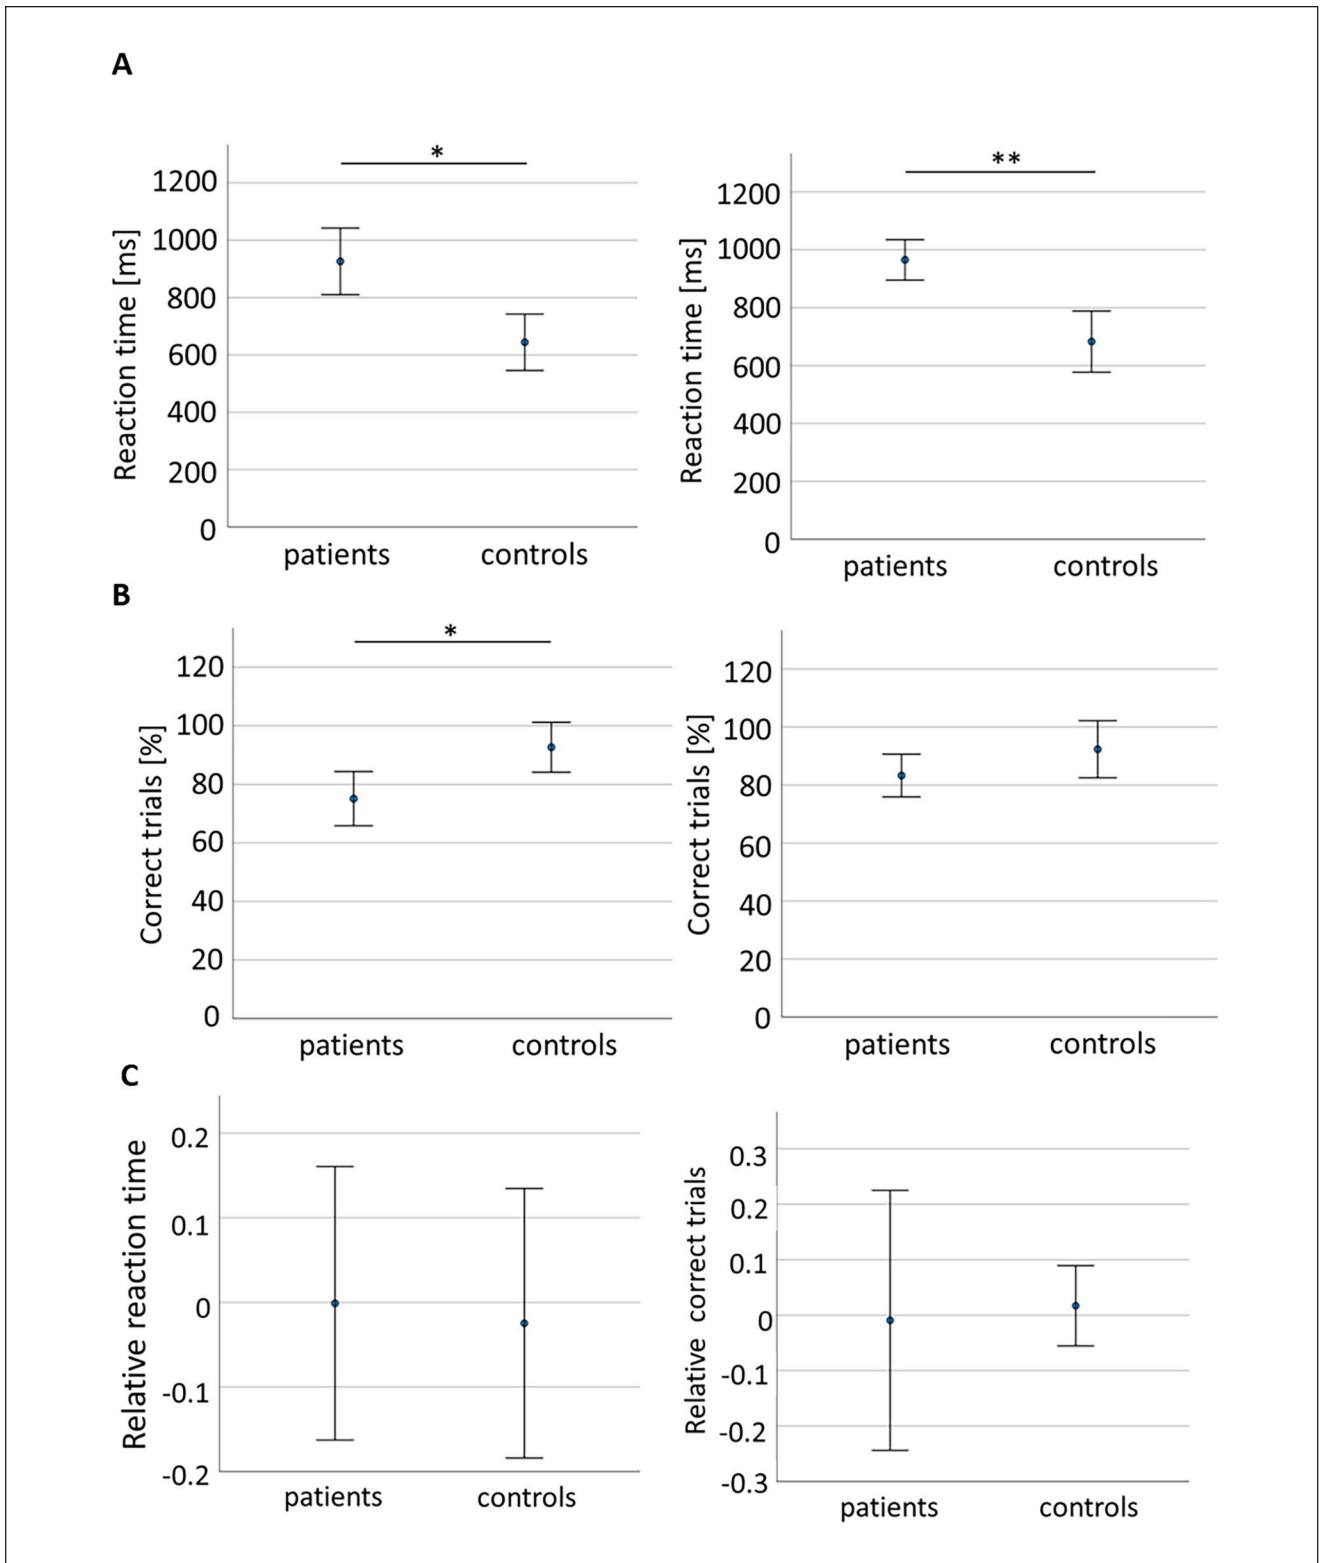 A
*
1200
1000
800
600
400
200
0
Reaction time [ms]
patients controls
**
1200
1000
800
600
400
200
0
Reaction time [ms]
patients controls
B
*
120
100
80
60
40
20
0
Correct trials [%]
patients controls
120
100
80
60
40
20
0
Correct trials [%]
patients controls
C
0.2
0.1
0
-0.1
-0.2
Relative reaction time
patients controls
0.3
0.2
0.1
0
-0.1
-0.2
-0.3
Relative correct trials
patients controls